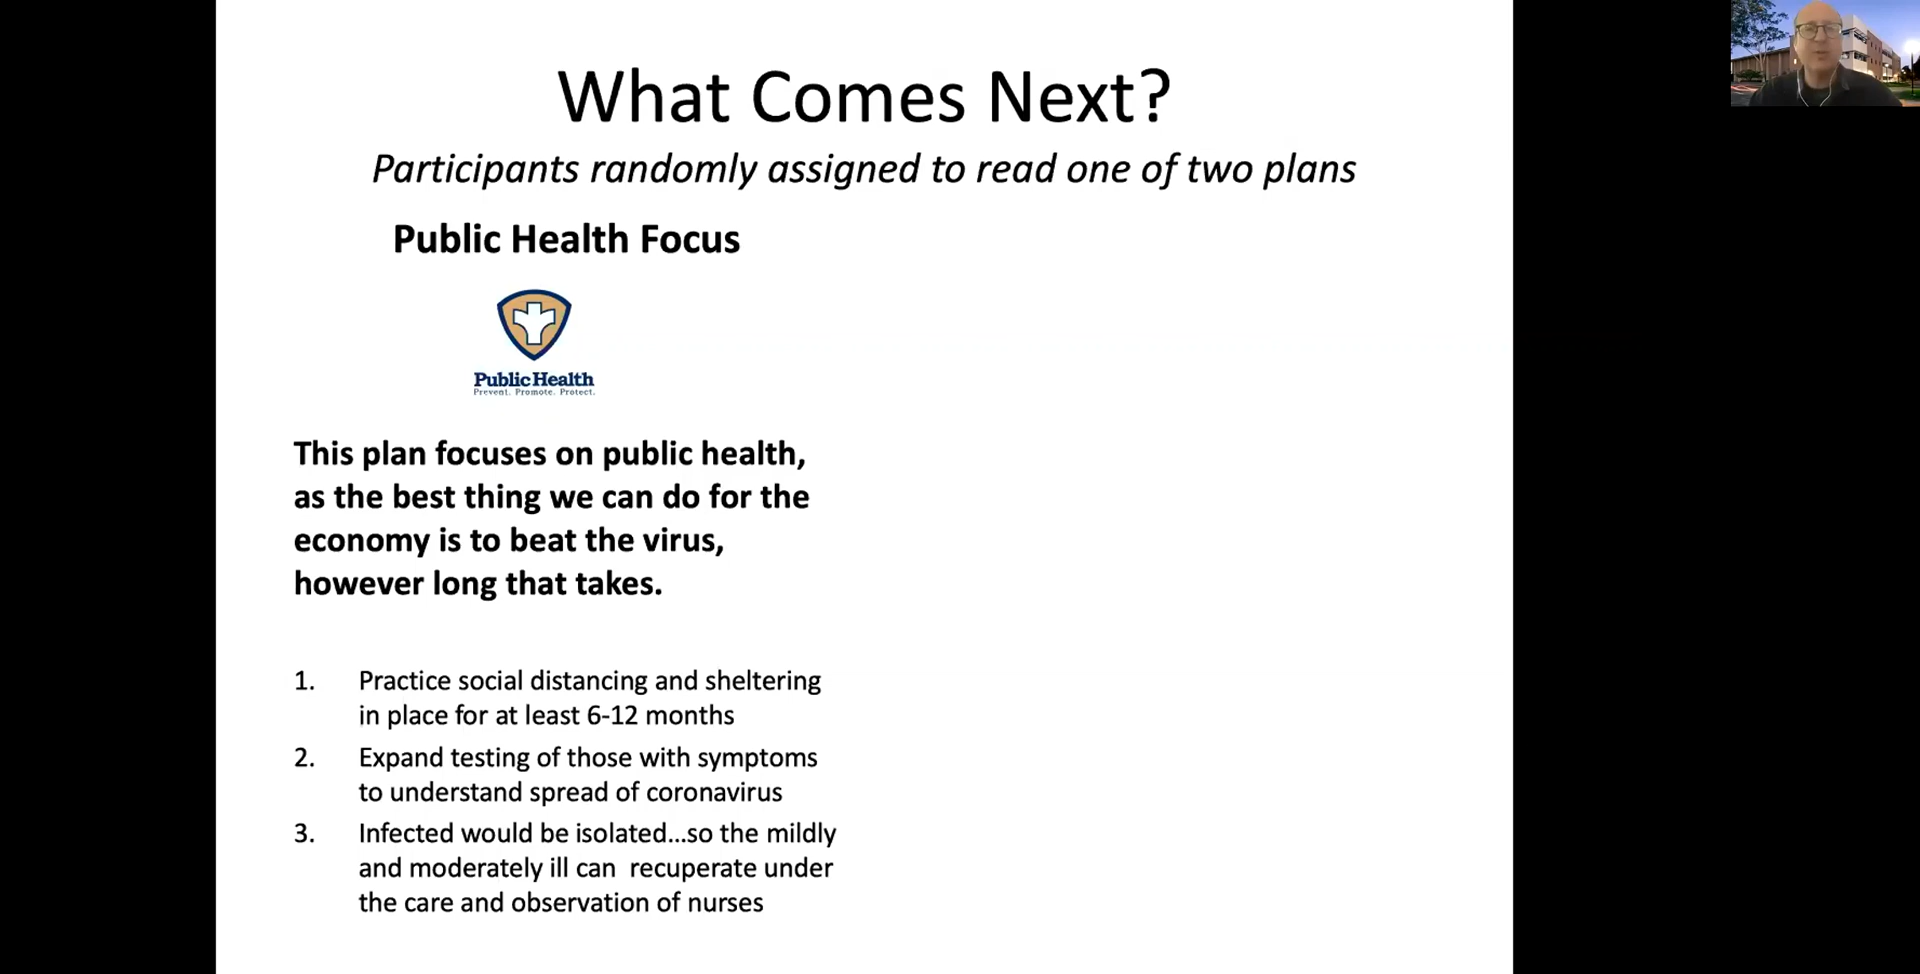 What Comes Next?
Participants randomly assigned to read one of two plans
Public Health Focus
Public Health
Prevent. Promote. Protect.
This plan focuses on public health,
as the best thing we can do for the
economy is to beat the virus,
however long that takes.
1. Practice social distancing and sheltering
in place for at least 6-12 months
2. Expand testing of those with symptoms
to understand spread of coronavirus
3. Infected would be isolated...so the mildly
and moderately ill can recuperate under
the care and observation of nurses